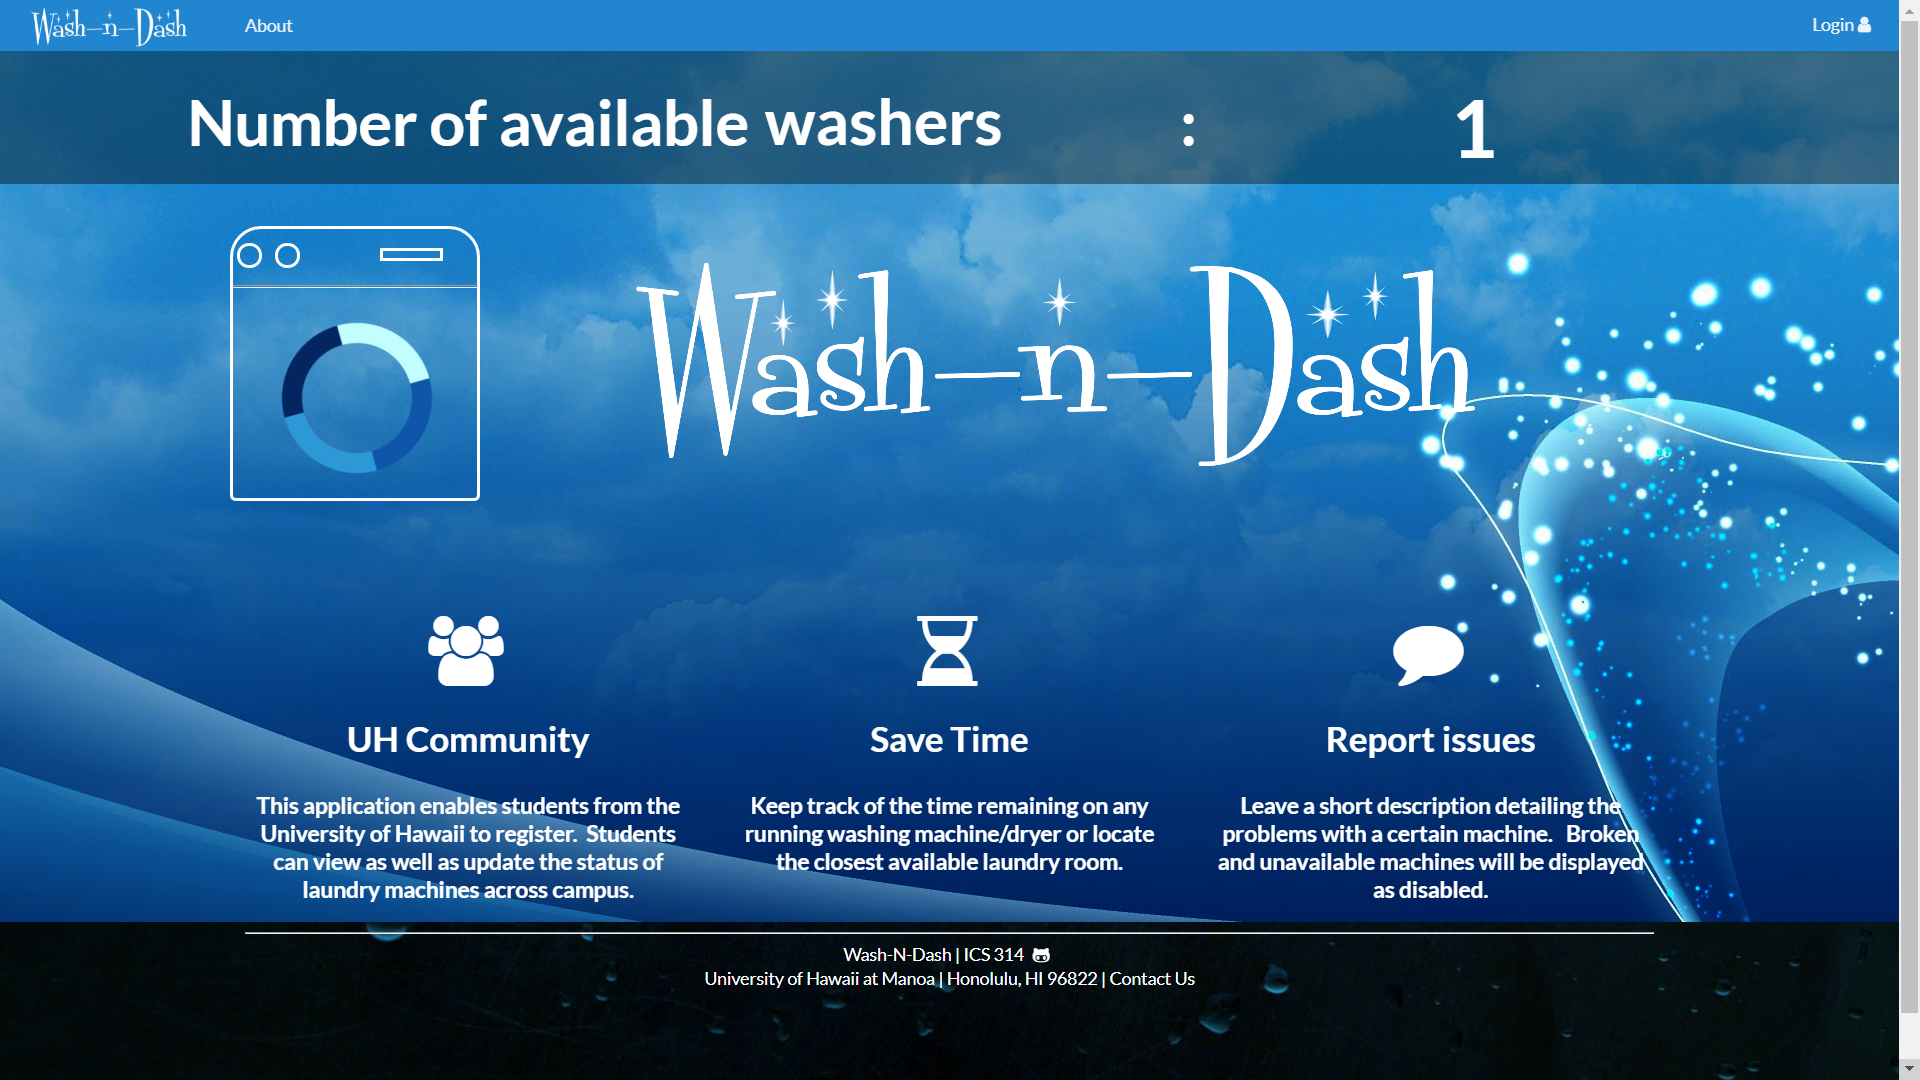 Wash-n-Dash About Login
Number of available washers : 1
Wash-n-Dash
UH Community
This application enables students from the
University of Hawaii to register. Students
can view as well as update the status of
laundry machines across campus.
Save Time
Keep track of the time remaining on any
running washing machine/dryer or locate
the closest available laundry room.
Report issues
Leave a short description detailing the
problems with a certain machine. Broken
and unavailable machines will be displayed
as disabled.
Wash-N-Dash | ICS 314
University of Hawaii at Manoa | Honolulu, HI 96822 | Contact Us